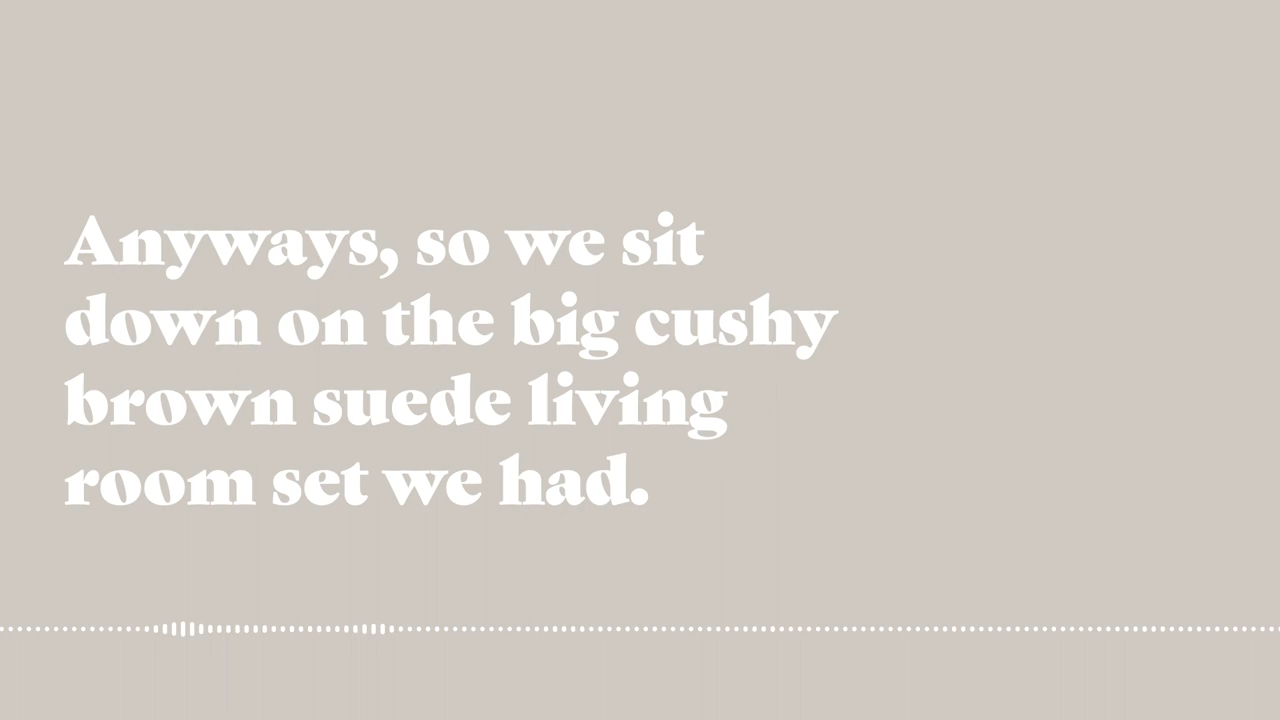 Anyways, so we sit
down on the big cushy
brown suede living
room set we had.